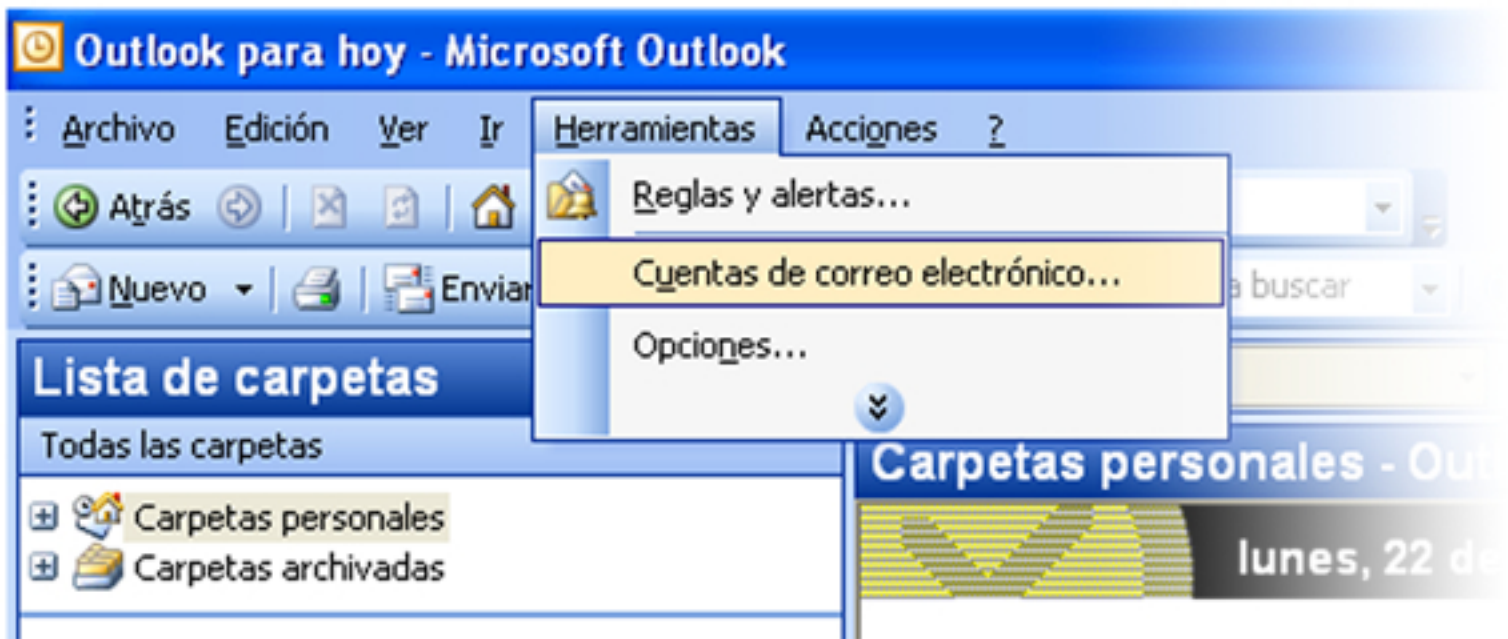 Outlook para hoy - Microsoft Outlook
Archivo Edición Ver Ir Herramientas Acciones ?
Atrás
Reglas y alertas...
Nuevo Enviar
Cuentas de correo electrónico...
a buscar
Opciones...
Lista de carpetas
Todas las carpetas
Carpetas personales - Out
Carpetas personales
Carpetas archivadas
lunes, 22 de